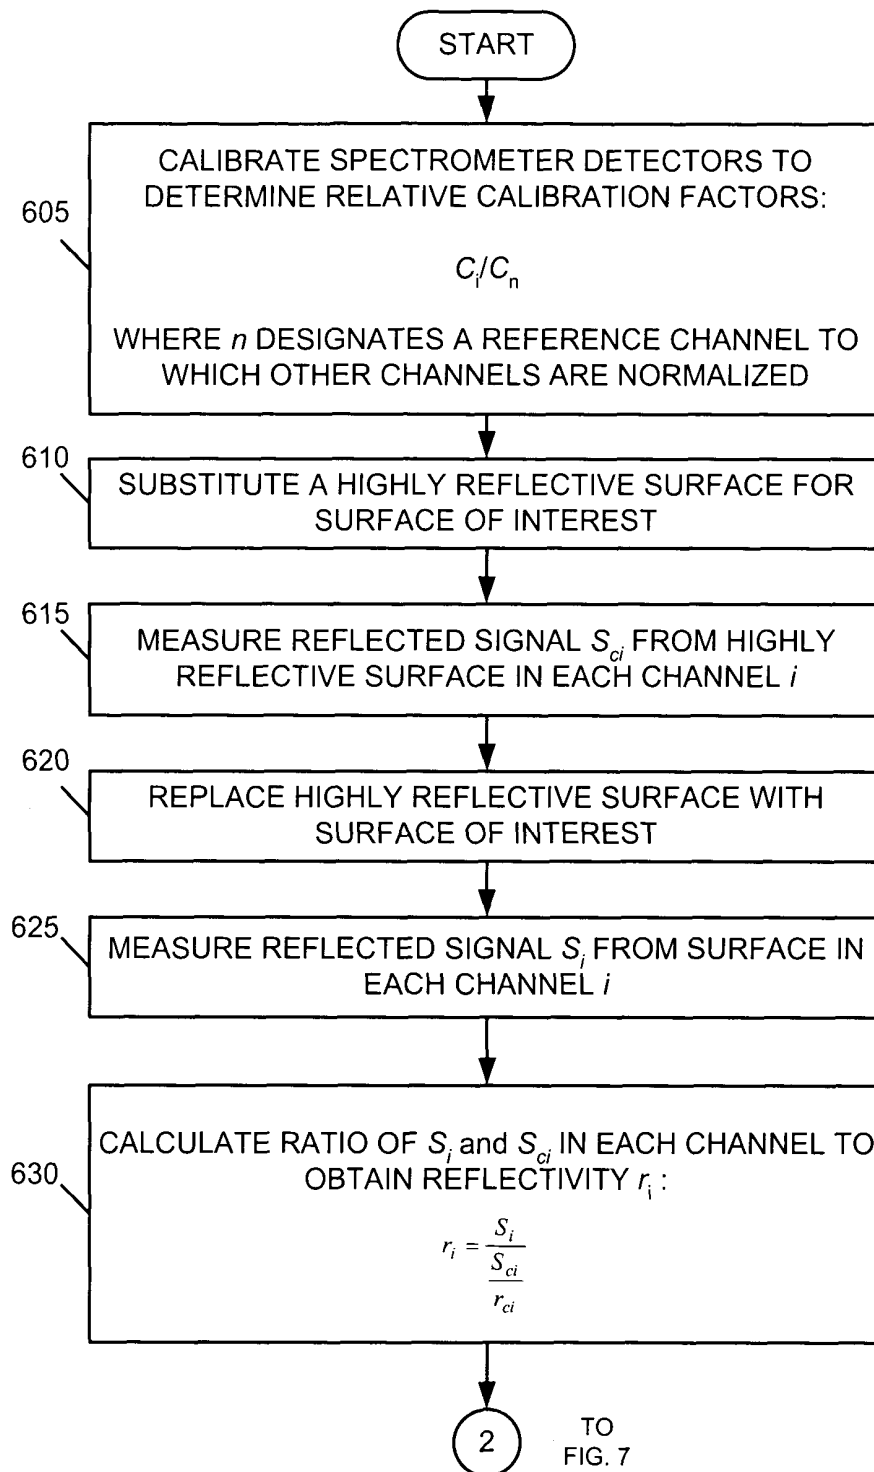 START
605
CALIBRATE SPECTROMETER DETECTORS TO
DETERMINE RELATIVE CALIBRATION FACTORS:
C_i/C_n
WHERE n DESIGNATES A REFERENCE CHANNEL TO
WHICH OTHER CHANNELS ARE NORMALIZED
610
SUBSTITUTE A HIGHLY REFLECTIVE SURFACE FOR
SURFACE OF INTEREST
615
MEASURE REFLECTED SIGNAL S_ci FROM HIGHLY
REFLECTIVE SURFACE IN EACH CHANNEL i
620
REPLACE HIGHLY REFLECTIVE SURFACE WITH
SURFACE OF INTEREST
625
MEASURE REFLECTED SIGNAL S_i FROM SURFACE IN
EACH CHANNEL i
630
CALCULATE RATIO OF S_i and S_ci IN EACH CHANNEL TO
OBTAIN REFLECTIVITY r_i :
r_i = S_i
S_ci
r_ci
2
TO
FIG. 7